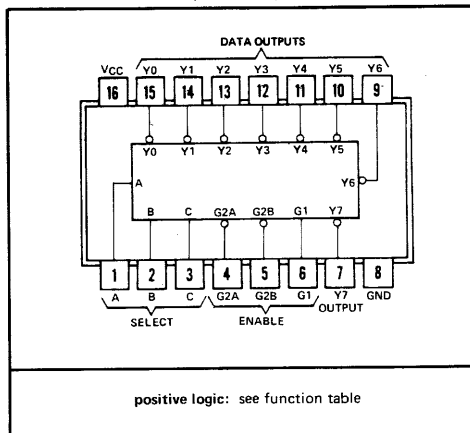 DATA OUTPUTS
VCC Y0 Y1 Y2 Y3 Y4 Y5 Y6
16 15 14 13 12 11 10 9
Y0 Y1 Y2 Y3 Y4 Y5
A Y6
B C G2A G2B G1 Y7
1 2 3 4 5 6 7 8
A B C G2A G2B G1 Y7 GND
SELECT ENABLE OUTPUT
positive logic: see function table